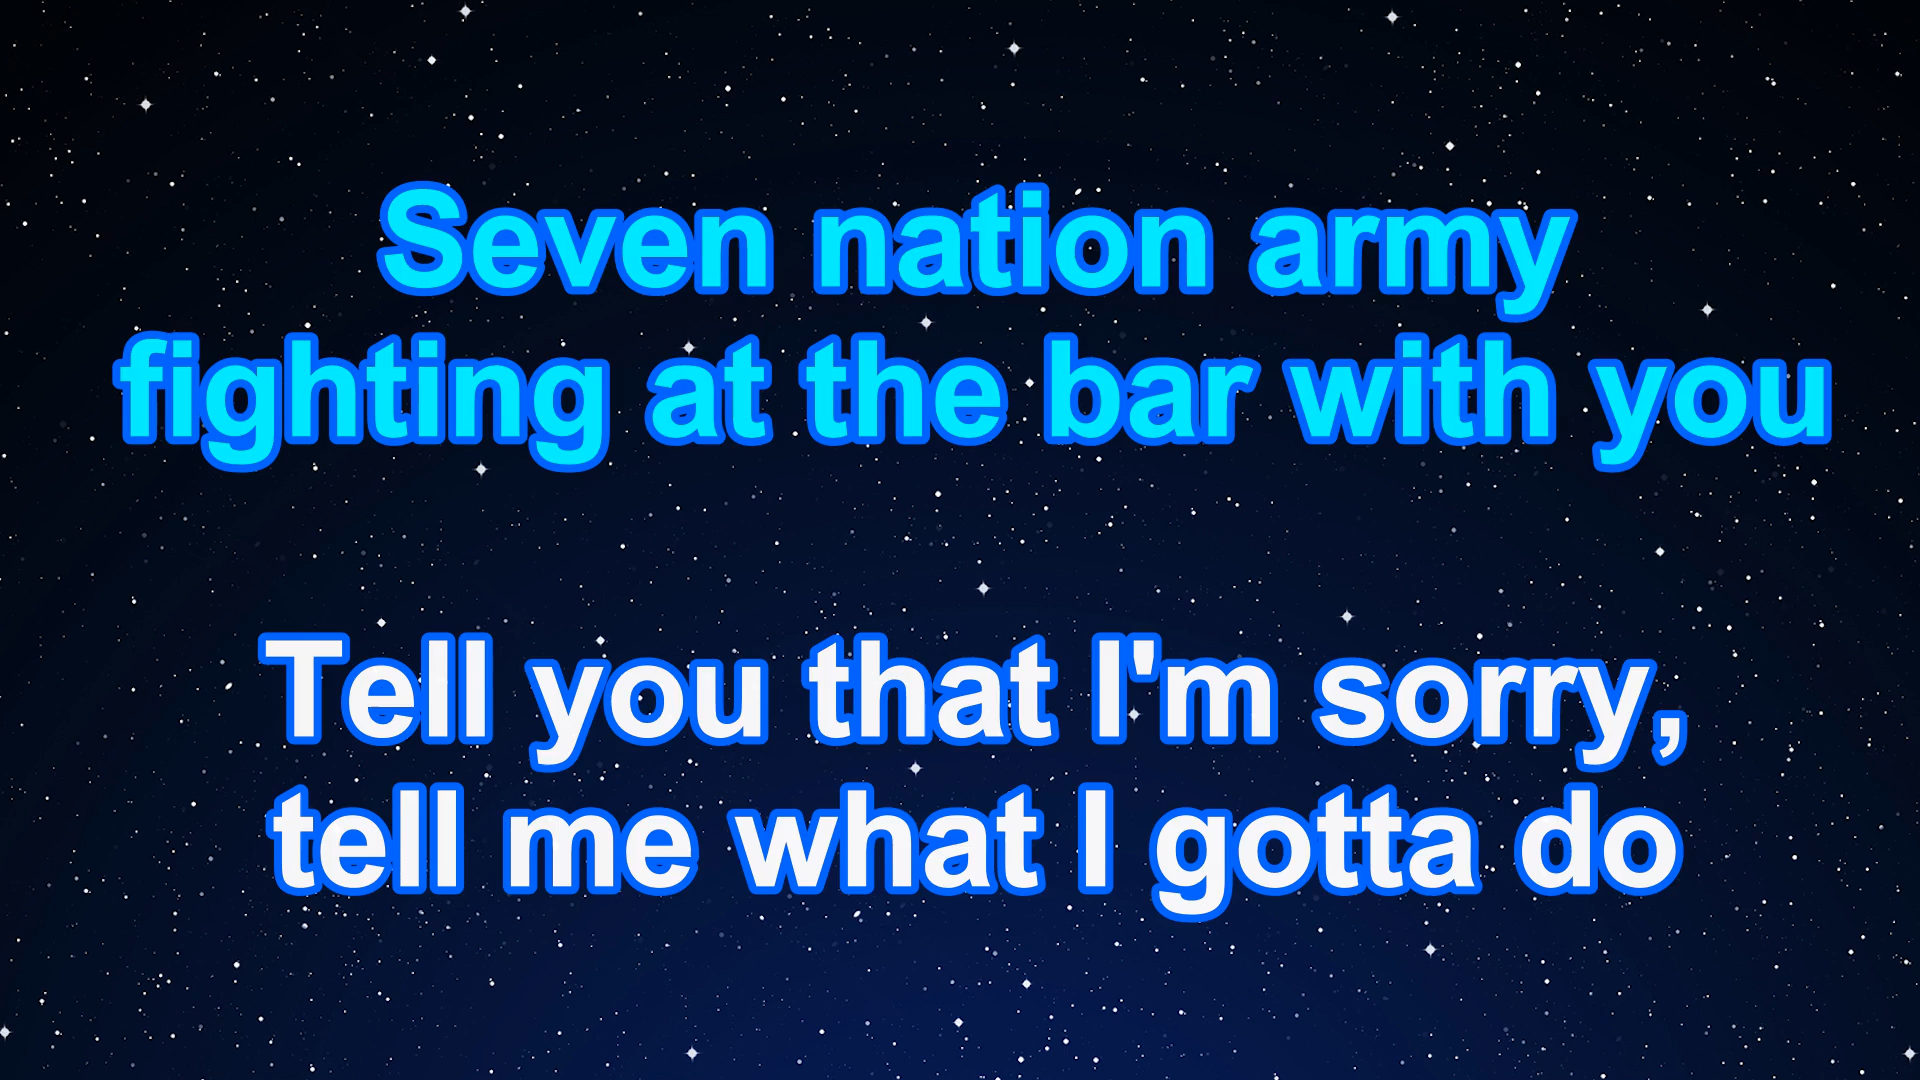 Seven nation army
fighting at the bar with you
Tell you that I'm sorry,
tell me what I gotta do